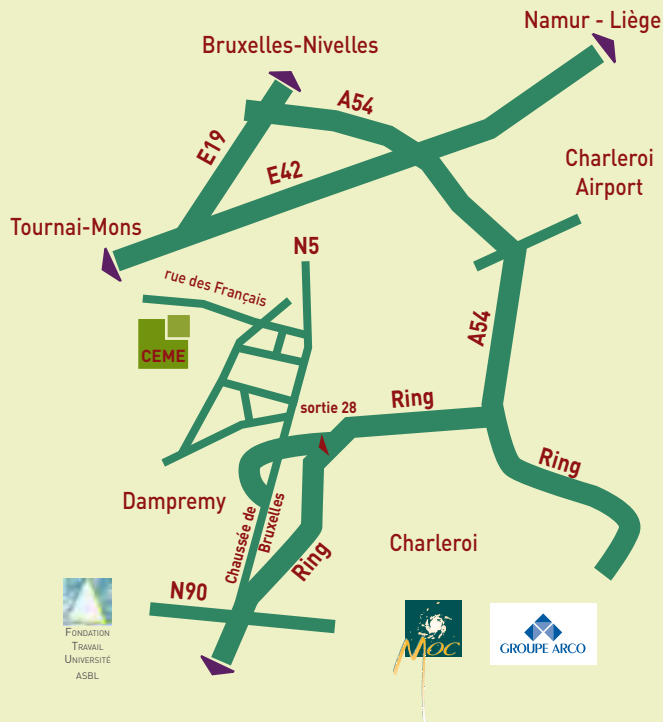 Namur - Liège
Bruxelles-Nivelles
A54
E19
E42
Charleroi
Airport
Tournai-Mons
N5
rue des Français
A54
CEME
Ring
sortie 28
Ring
Dampremy
Chaussée de
Bruxelles
Ring
Charleroi
N90
FONDATION
TRAVAIL
UNIVERSITÉ
ASBL
MOC
GROUPE ARCO